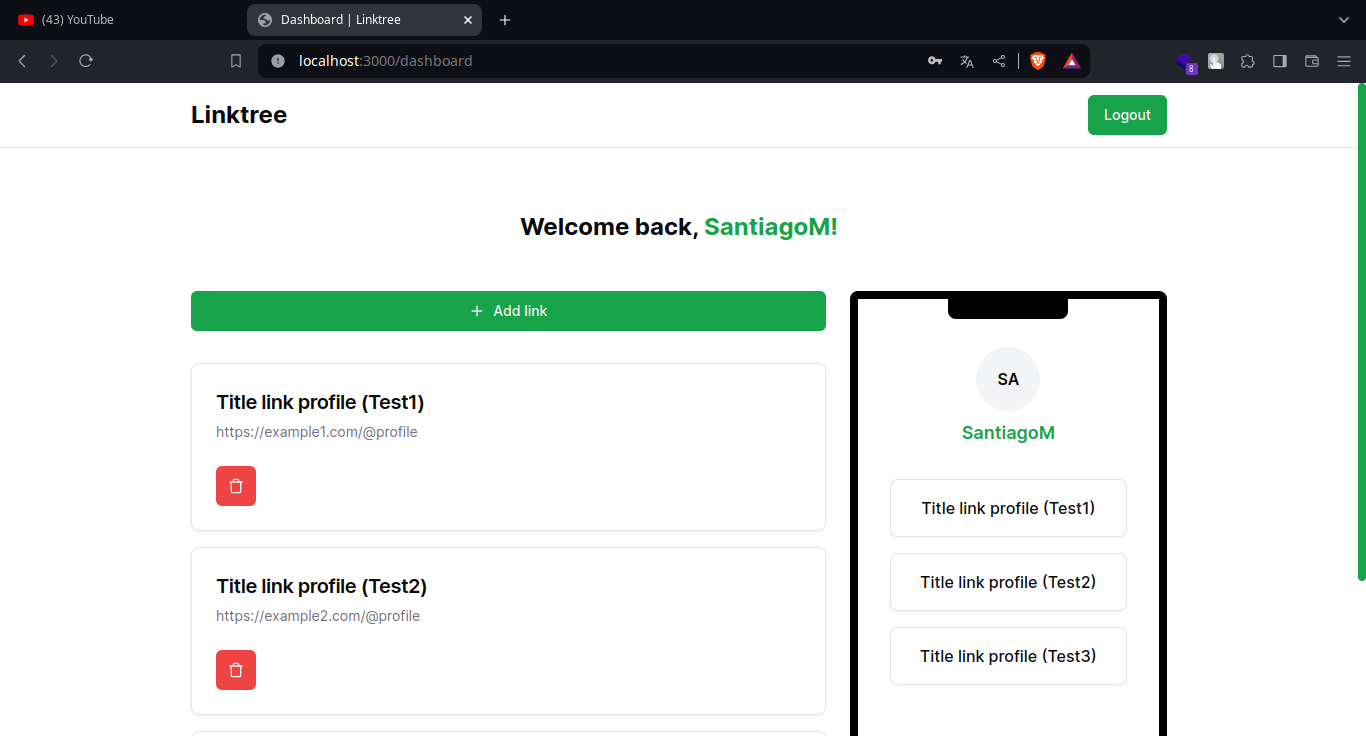 (43) YouTube
Dashboard | Linktree
localhost:3000/dashboard
8
Linktree
Logout
Welcome back, SantiagoM!
Add link
Title link profile (Test1)
https://example1.com/@profile
Title link profile (Test2)
https://example2.com/@profile
SA
SantiagoM
Title link profile (Test1)
Title link profile (Test2)
Title link profile (Test3)